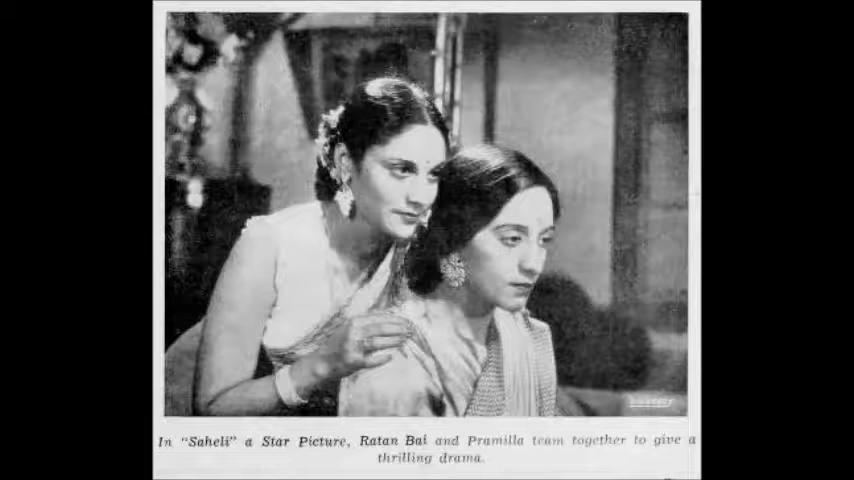 In "Saheli" a Star Picture, Ratan Bai and Pramilla team together to give a
thrilling drama.